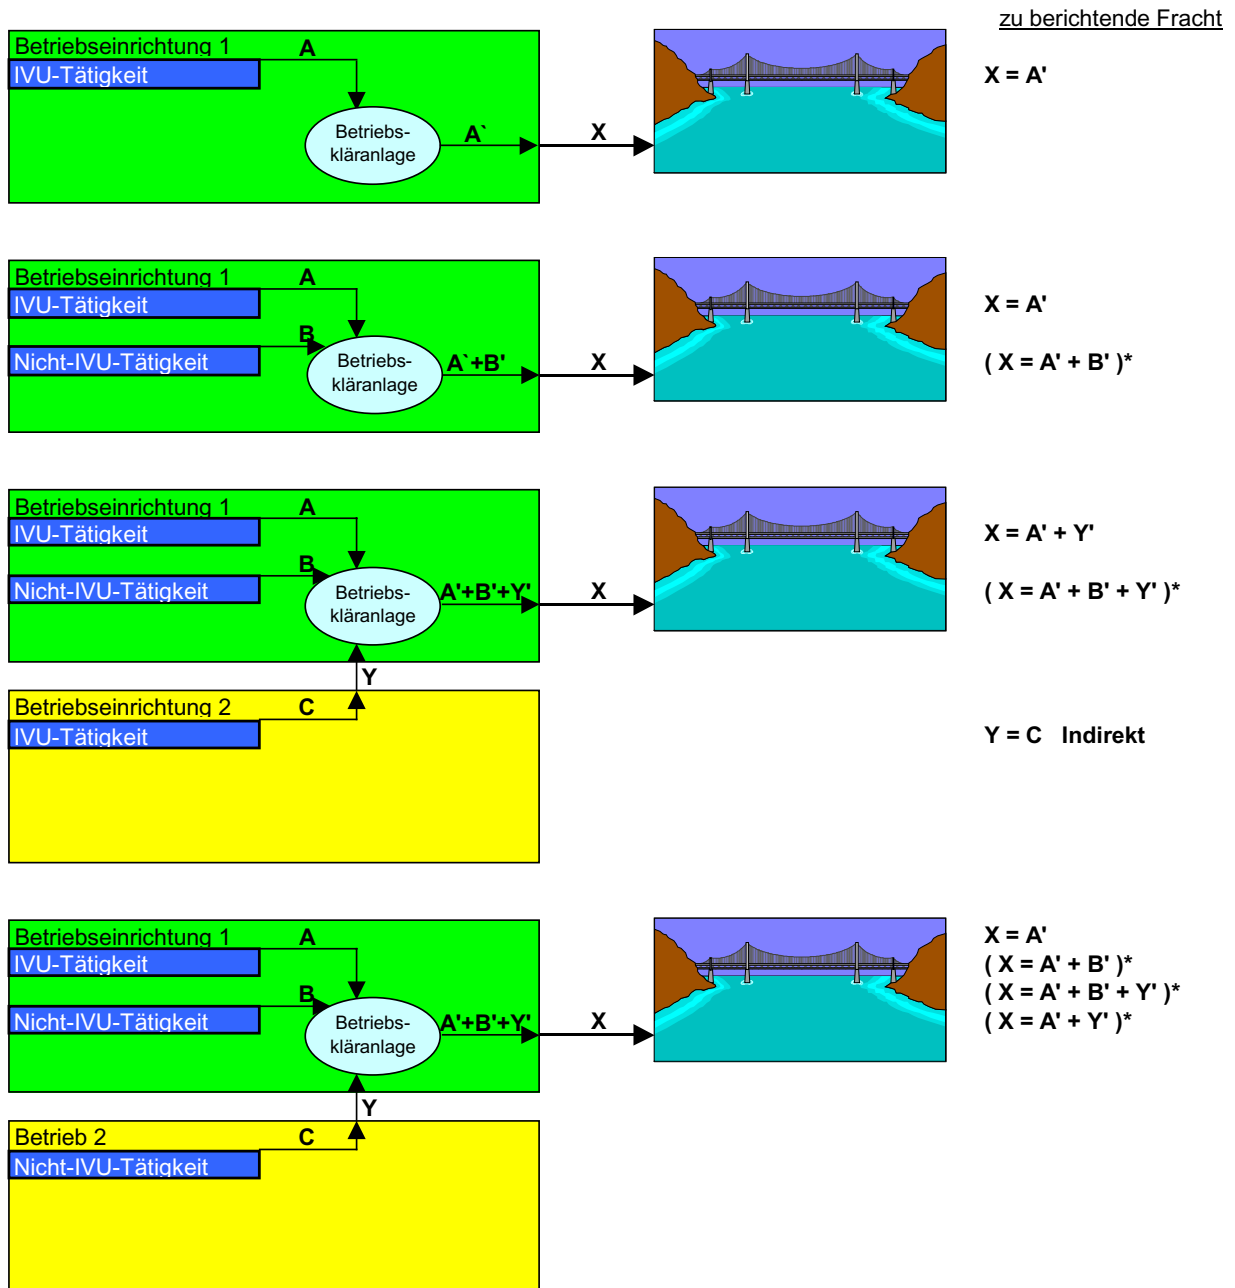 zu berichtende Fracht
Betriebseinrichtung 1
A
IVU-Tätigkeit
X = A'
Betriebs-
kläranlage
A`
X
Betriebseinrichtung 1
A
IVU-Tätigkeit
X = A'
B
Nicht-IVU-Tätigkeit
Betriebs-
kläranlage
A`+B'
X
( X = A' + B' )*
Betriebseinrichtung 1
A
IVU-Tätigkeit
X = A' + Y'
B
Nicht-IVU-Tätigkeit
Betriebs-
kläranlage
A'+B'+Y'
X
( X = A' + B' + Y' )*
Y
Betriebseinrichtung 2
C
IVU-Tätigkeit
Y = C Indirekt
Betriebseinrichtung 1
A
IVU-Tätigkeit
X = A'
( X = A' + B' )*
( X = A' + B' + Y' )*
( X = A' + Y' )*
B
Nicht-IVU-Tätigkeit
Betriebs-
kläranlage
A'+B'+Y'
X
Y
Betrieb 2
C
Nicht-IVU-Tätigkeit